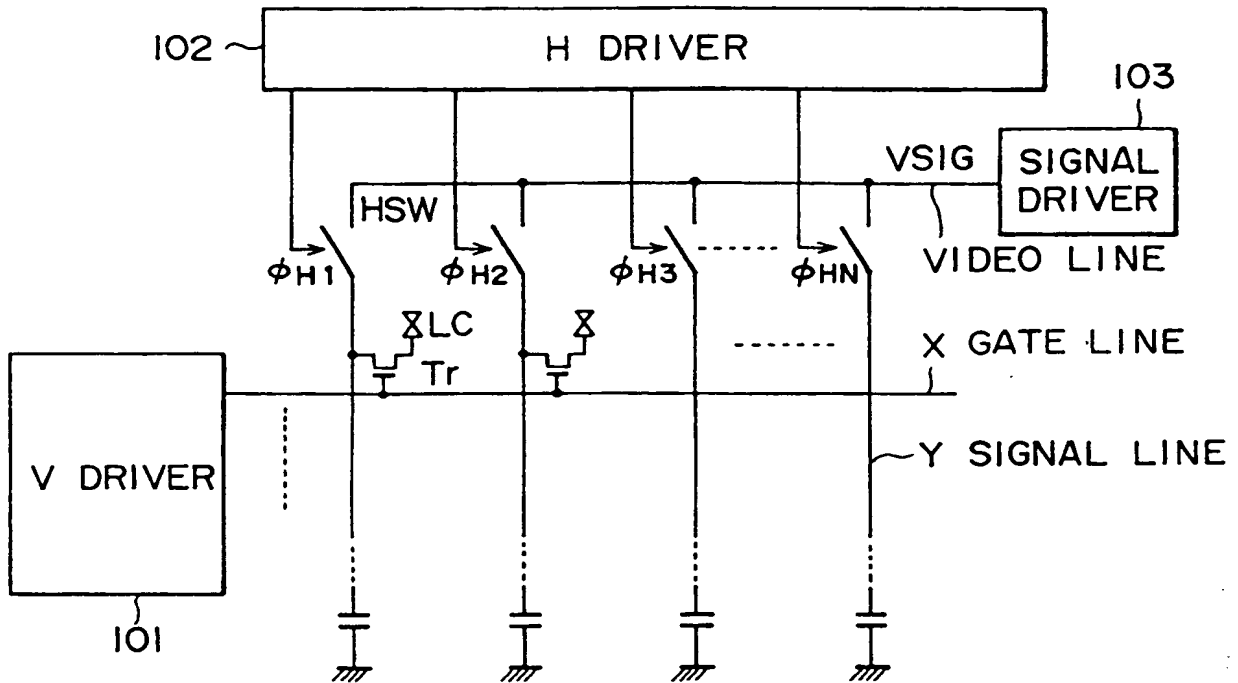 102
H DRIVER
103
VSIG
SIGNAL
DRIVER
HSW
φH1
φH2
φH3
φHN
VIDEO LINE
LC
Tr
X GATE LINE
V DRIVER
Y SIGNAL LINE
101